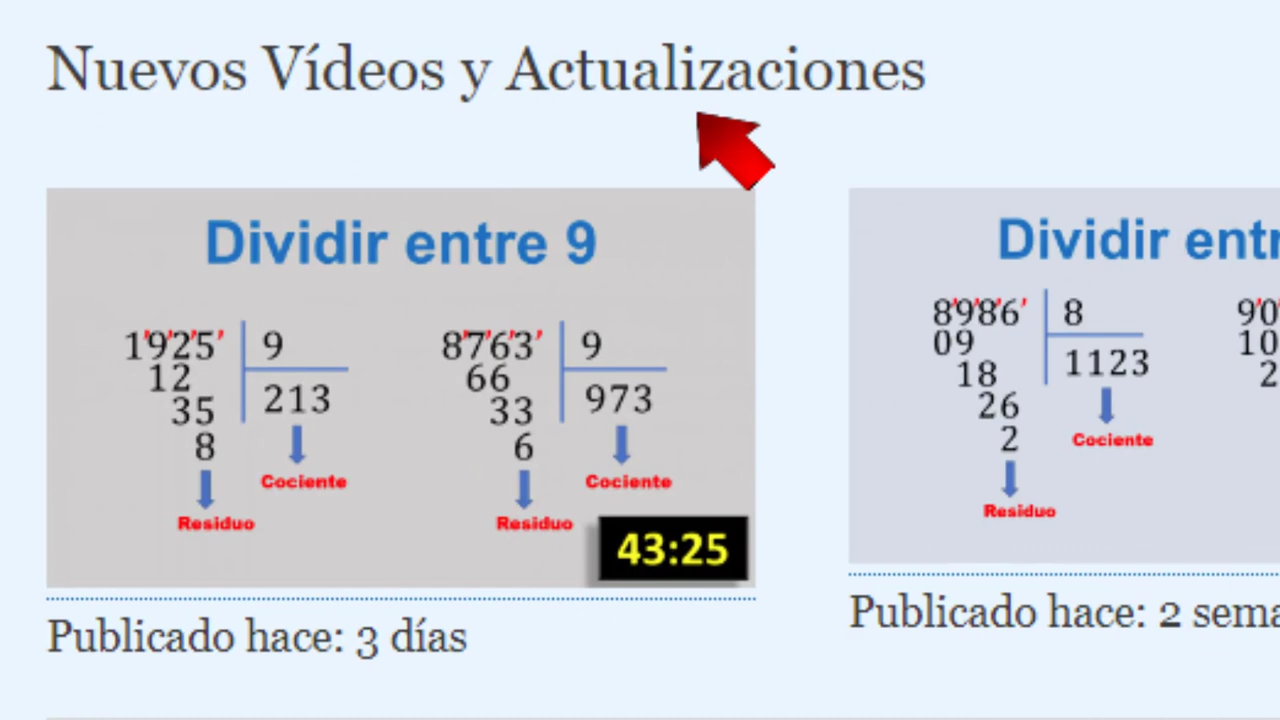 Nuevos Vídeos y Actualizaciones
Dividir entre 9
1925 9
12 213
35
8
Cociente
Residuo
8763 9
66 973
33
6
Cociente
Residuo
43:25
Publicado hace: 3 días
Dividir
8986 8
09 1123
18
26
2
Cociente
Residuo
Publicado hace: 2